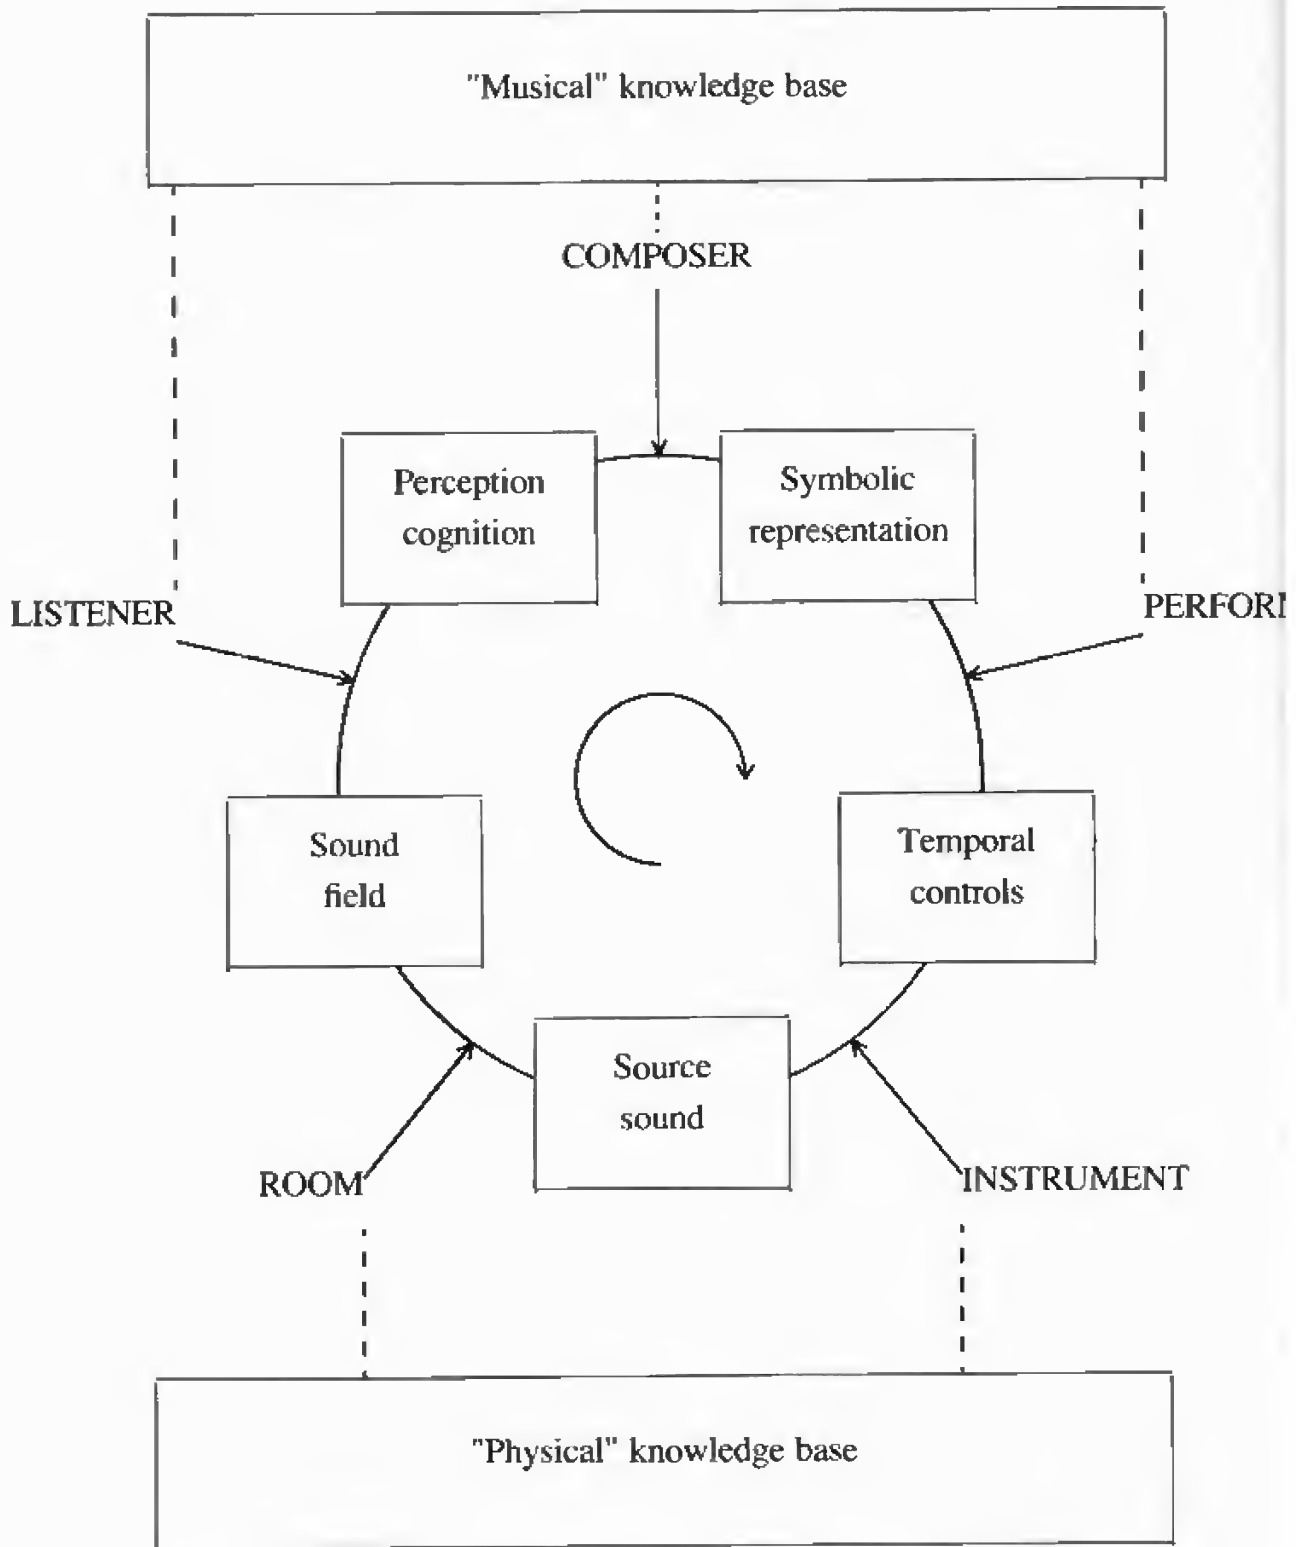 "Musical" knowledge base
COMPOSER
Perception
cognition
Symbolic
representation
LISTENER
PERFOR
Sound
field
Temporal
controls
Source
sound
ROOM
INSTRUMENT
"Physical" knowledge base